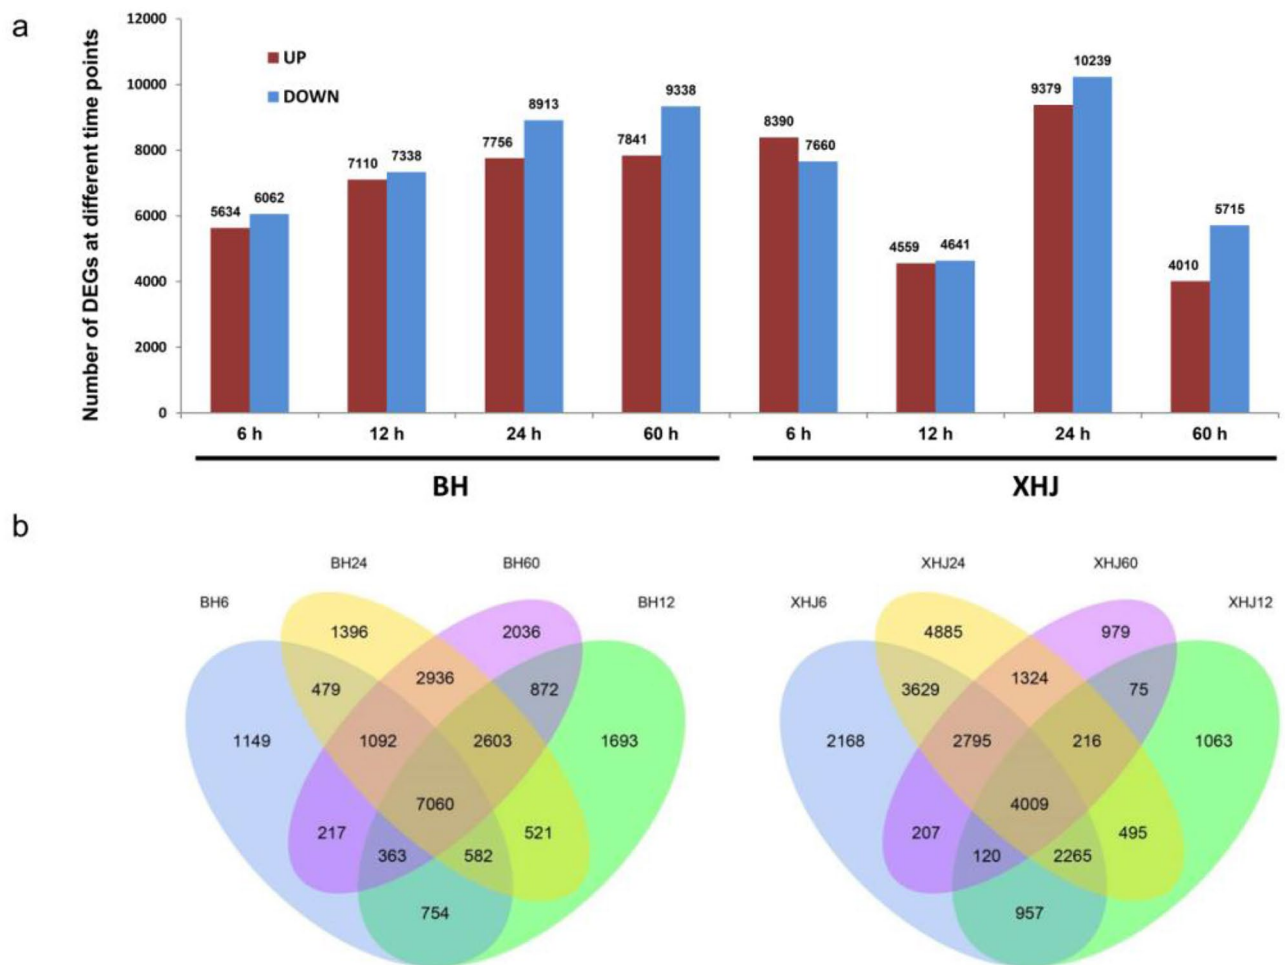 a
Number of DEGs at different time points
12000
10000
8000
6000
4000
2000
0
UP
DOWN
5634 6062 7110 7338 7756 8913 7841 9338 8390 7660 4559 4641 9379 10239 4010 5715
6 h 12 h 24 h 60 h 6 h 12 h 24 h 60 h
BH XHJ
b
BH24 BH60
BH6 BH12
1396 2036
479 2936 872
1149 1092 2603 1693
7060
217 521
363 582
754
XHJ24 XHJ60
XHJ6 XHJ12
4885 979
3629 1324 75
2168 2795 216 1063
4009
207 495
120 2265
957